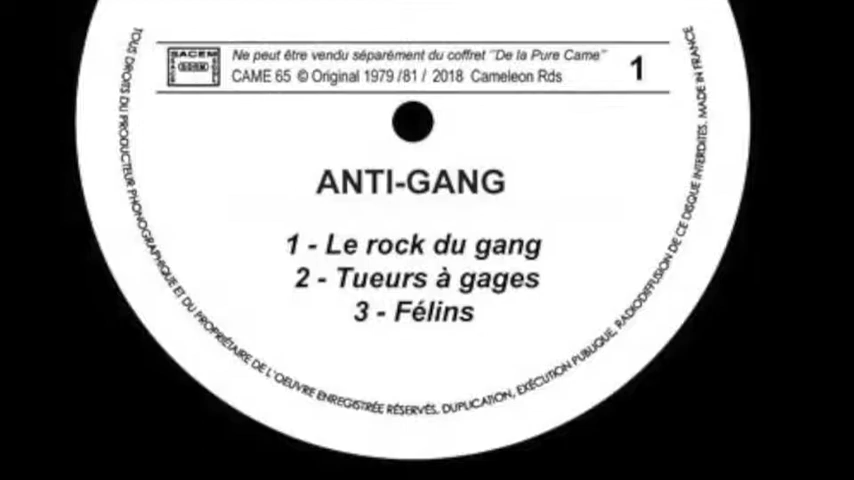 SACEM
Ne peut être vendu séparément du coffret "De la Pure Came"
CAME 65 © Original 1979 /81 / 2018 Cameleon Rds
1
ANTI-GANG
1 - Le rock du gang
2 - Tueurs à gages
3 - Félins
TOUS DROITS DU PRODUCTEUR PHONOGRAPHIQUE ET DU PROPRIÉTAIRE DE L'OEUVRE ENREGISTRÉE RÉSERVÉS. DUPLICATION, EXÉCUTION PUBLIQUE, RADIODIFFUSION DE CE DISQUE INTERDITES. MADE IN FRANCE